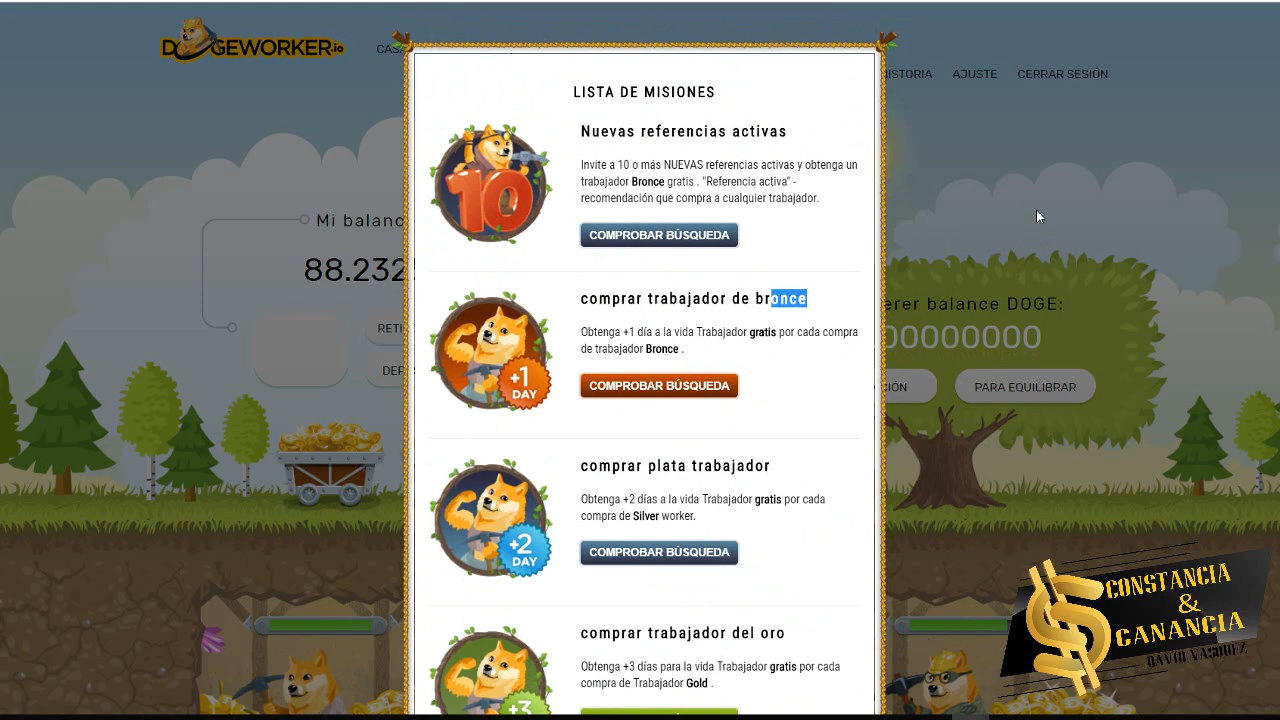 DOGEWORKER.io
LISTA DE MISIONES
HISTORIA AJUSTE CERRAR SESIÓN
Nuevas referencias activas
Invite a 10 o más NUEVAS referencias activas y obtenga un
trabajador Bronce gratis . "Referencia activa" -
recomendación que compra a cualquier trabajador.
10
COMPROBAR BÚSQUEDA
Mi balanc
88.232
comprar trabajador de bronce
Obtenga +1 día a la vida Trabajador gratis por cada compra
de trabajador Bronce .
+1
DAY
COMPROBAR BÚSQUEDA
erer balance DOGE:
00000000
PARA EQUILIBRAR
comprar plata trabajador
Obtenga +2 días a la vida Trabajador gratis por cada
compra de Silver worker.
+2
DAY
COMPROBAR BÚSQUEDA
comprar trabajador del oro
Obtenga +3 días para la vida Trabajador gratis por cada
compra de Trabajador Gold .
+3
CONSTANCIA
&
GANANCIA
DAVID VASQUEZ